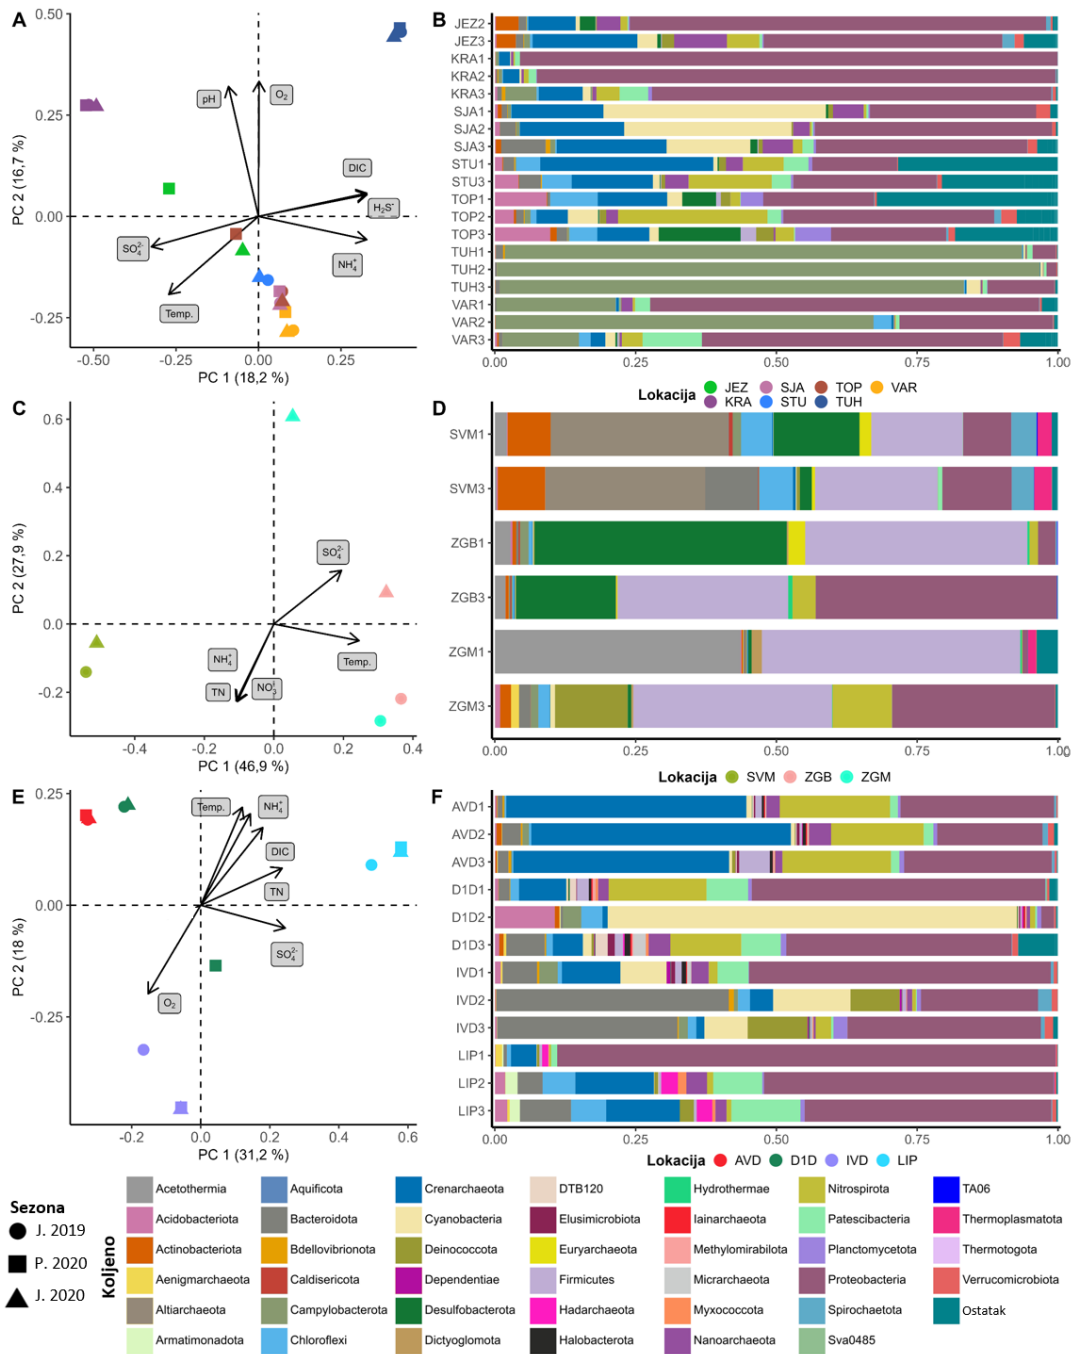 A
0.50
0.25
0.00
-0.25
PC 2 (16,7 %)
pH
O2
DIC
H2S-
NH4+
SO4 2-
Temp.
-0.50
-0.25
0.00
0.25
PC 1 (18,2 %)
B
JEZ2
JEZ3
KRA1
KRA2
KRA3
SJA1
SJA2
SJA3
STU1
STU3
TOP1
TOP2
TOP3
TUH1
TUH2
TUH3
VAR1
VAR2
VAR3
0.00
0.25
0.50
0.75
1.00
Lokacija
JEZ SJA TOP VAR
KRA STU TUH
C
0.6
0.4
0.2
0.0
-0.2
PC 2 (27,9 %)
SO4 2-
Temp.
NH4+
TN
NO3-
-0.4
-0.2
0.0
0.2
0.4
PC 1 (46,9 %)
D
SVM1
SVM3
ZGB1
ZGB3
ZGM1
ZGM3
0.00
0.25
0.50
0.75
1.00
Lokacija SVM ZGB ZGM
E
0.25
0.00
-0.25
PC 2 (18 %)
Temp.
NH4+
DIC
TN
SO4 2-
O2
-0.2
0.0
0.2
0.4
0.6
PC 1 (31,2 %)
F
AVD1
AVD2
AVD3
D1D1
D1D2
D1D3
IVD1
IVD2
IVD3
LIP1
LIP2
LIP3
0.00
0.25
0.50
0.75
1.00
Lokacija AVD D1D IVD LIP
Sezona
J. 2019
P. 2020
J. 2020
Koljeno
Acetothermia
Acidobacteriota
Actinobacteriota
Aenigmarchaeota
Altiarchaeota
Armatimonadota
Aquificota
Bacteroidota
Bdellovibrionota
Caldisericota
Campylobacterota
Chloroflexi
Crenarchaeota
Cyanobacteria
Deinococcota
Dependentiae
Desulfobacterota
Dictyoglomota
DTB120
Elusimicrobiota
Euryarchaeota
Firmicutes
Hadarchaeota
Halobacterota
Hydrothermae
Iainarchaeota
Methylomirabilota
Micrarchaeota
Myxococcota
Nanoarchaeota
Nitrospirota
Patescibacteria
Planctomycetota
Proteobacteria
Spirochaetota
Sva0485
TA06
Thermoplasmatota
Thermotogota
Verrucomicrobiota
Ostatak